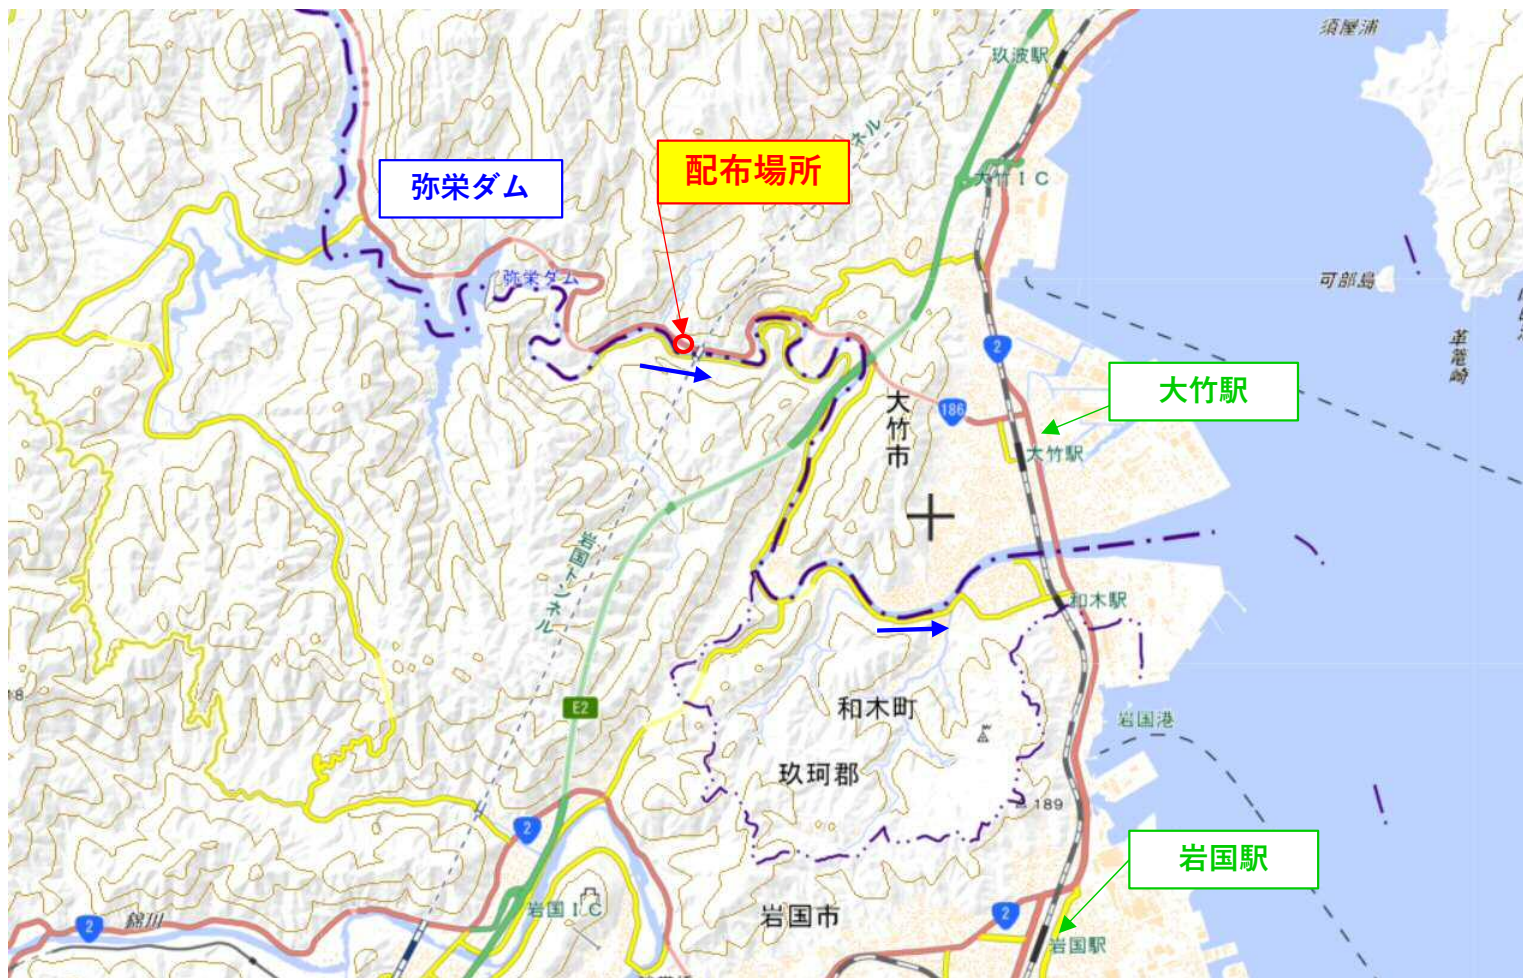 須屋浦
玖波駅
ネル
配布場所
弥栄ダム
大竹IC
弥栄ダム
可部島
革篭崎
2
大竹駅
186
大竹市
大竹駅
岩国トンネル
和木駅
E2
和木町
岩国港
玖珂郡
189
2
岩国駅
岩国IC
岩国市
2
2
錦川
岩国駅